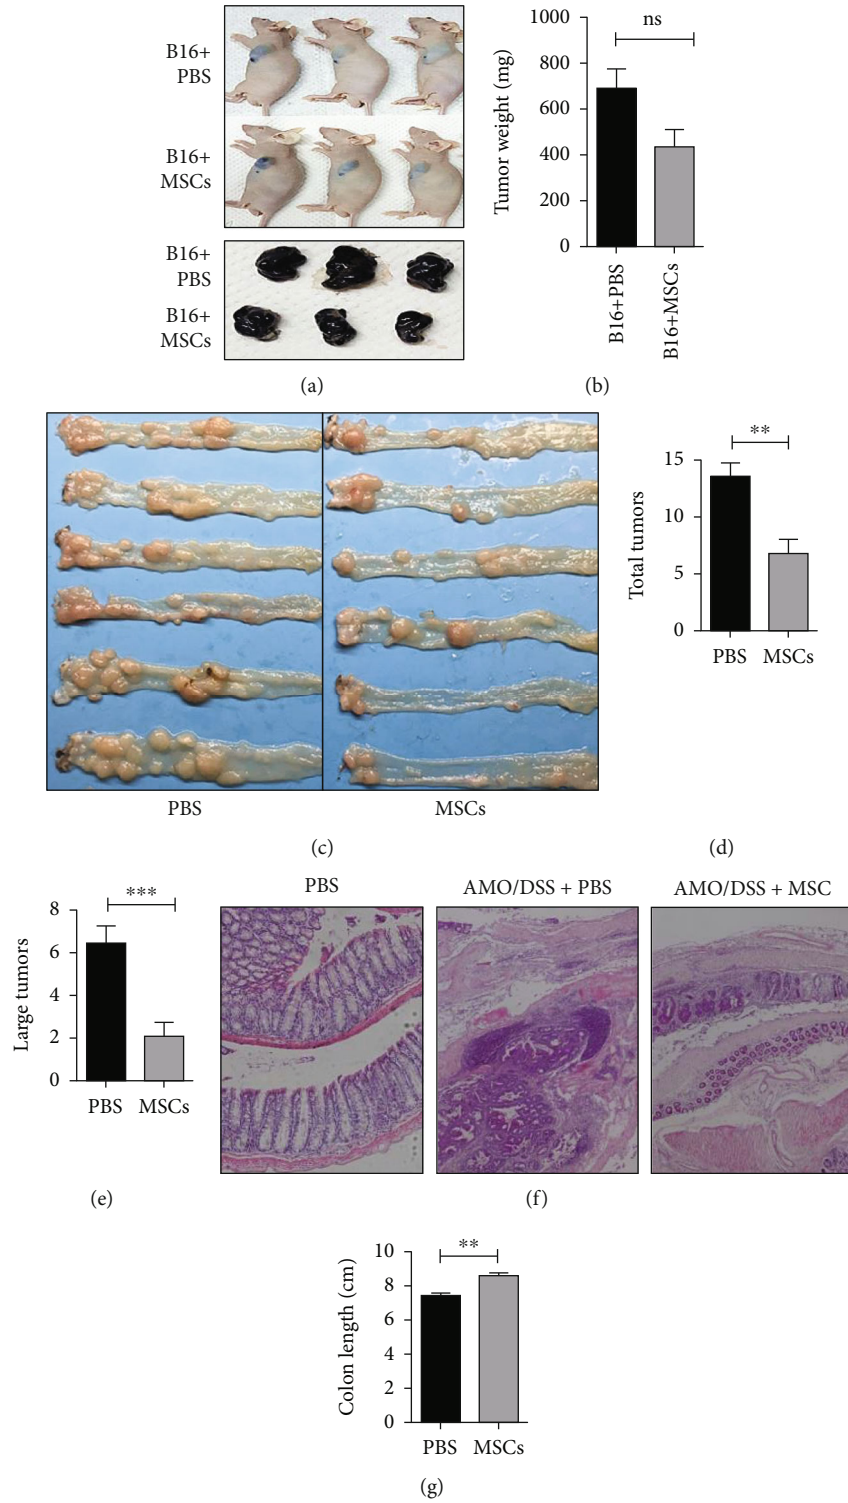 B16+
PBS
B16+
MSCs
B16+
PBS
B16+
MSCs
(a)
Tumor weight (mg)
1000
800
600
400
200
0
ns
B16+PBS
B16+MSCs
(b)
PBS
MSCs
(c)
Total tumors
15
10
5
0
**
PBS
MSCs
(d)
Large tumors
8
6
4
2
0
***
PBS
MSCs
(e)
PBS
AMO/DSS + PBS
AMO/DSS + MSC
(f)
Colon length (cm)
10
8
6
4
2
0
**
PBS
MSCs
(g)